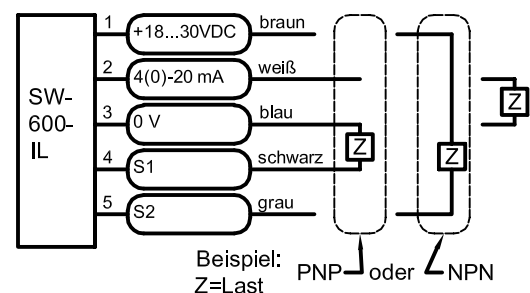 1 +18...30VDC braun
2 4(0)-20 mA weiß
Z
SW-
600-
IL
3 0 V blau
Z
4 S1 schwarz
Z
5 S2 grau
Beispiel:
Z=Last
PNP oder NPN